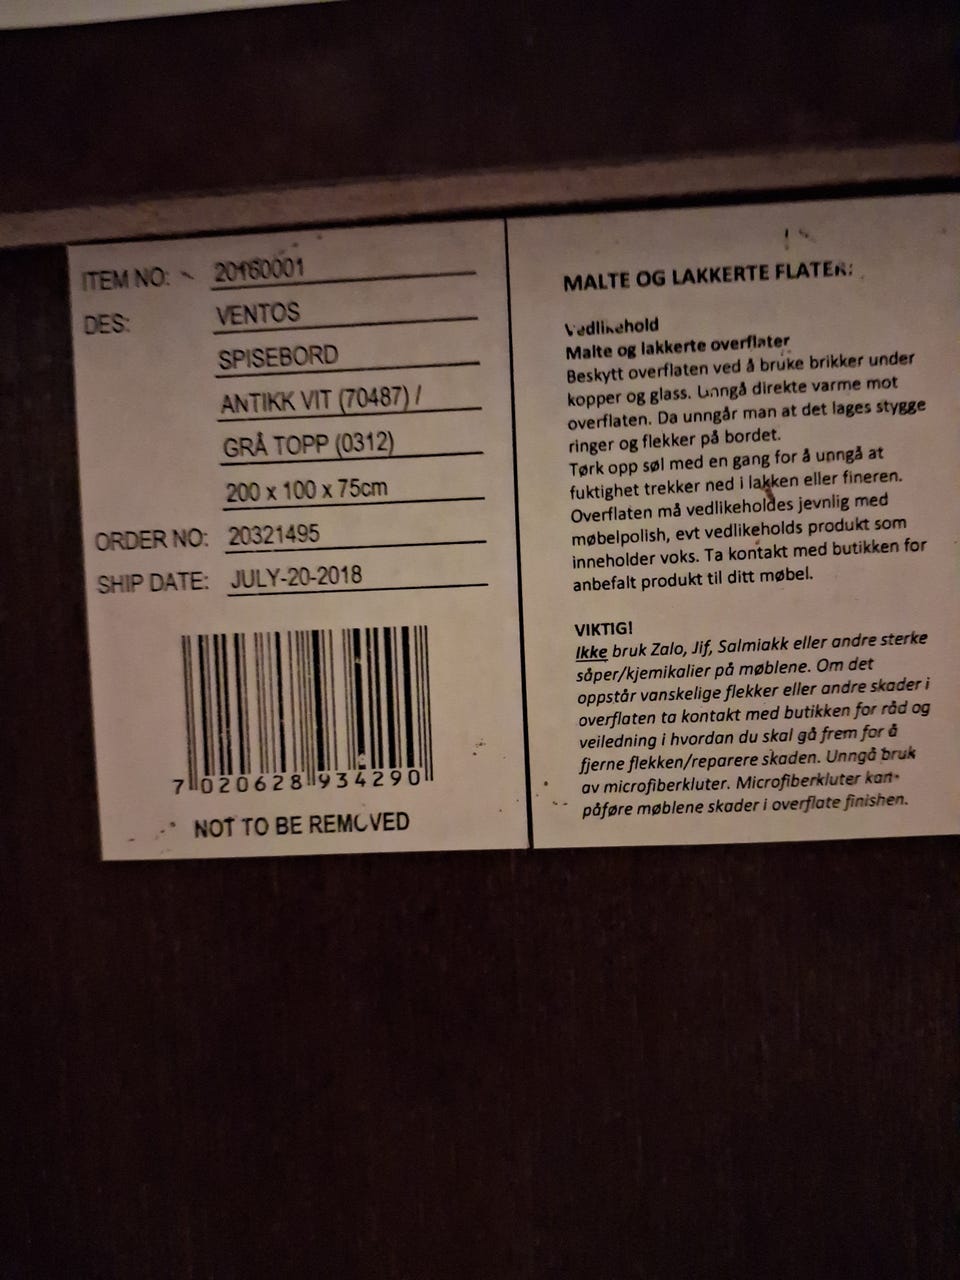 ITEM NO: 20160001
DES: VENTOS
SPISEBORD
ANTIKK VIT (70487) /
GRÅ TOPP (0312)
200 x 100 x 75cm
ORDER NO: 20321495
SHIP DATE: JULY-20-2018
7 020628 934290
NOT TO BE REMOVED
MALTE OG LAKKERTE FLATER:
Vedlikehold
Malte og lakkerte overflater
Beskytt overflaten ved å bruke brikker under
kopper og glass. Unngå direkte varme mot
overflaten. Da unngår man at det lages stygge
ringer og flekker på bordet.
Tørk opp søl med en gang for å unngå at
fuktighet trekker ned i lakken eller fineren.
Overflaten må vedlikeholdes jevnlig med
møbelpolish, evt vedlikeholds produkt som
inneholder voks. Ta kontakt med butikken for
anbefalt produkt til ditt møbel.
VIKTIG!
Ikke bruk Zalo, Jif, Salmiakk eller andre sterke
såper/kjemikalier på møblene. Om det
oppstår vanskelige flekker eller andre skader i
overflaten ta kontakt med butikken for råd og
veiledning i hvordan du skal gå frem for å
fjerne flekken/reparere skaden. Unngå bruk
av microfiberkluter. Microfiberkluter kan
påføre møblene skader i overflate finishen.